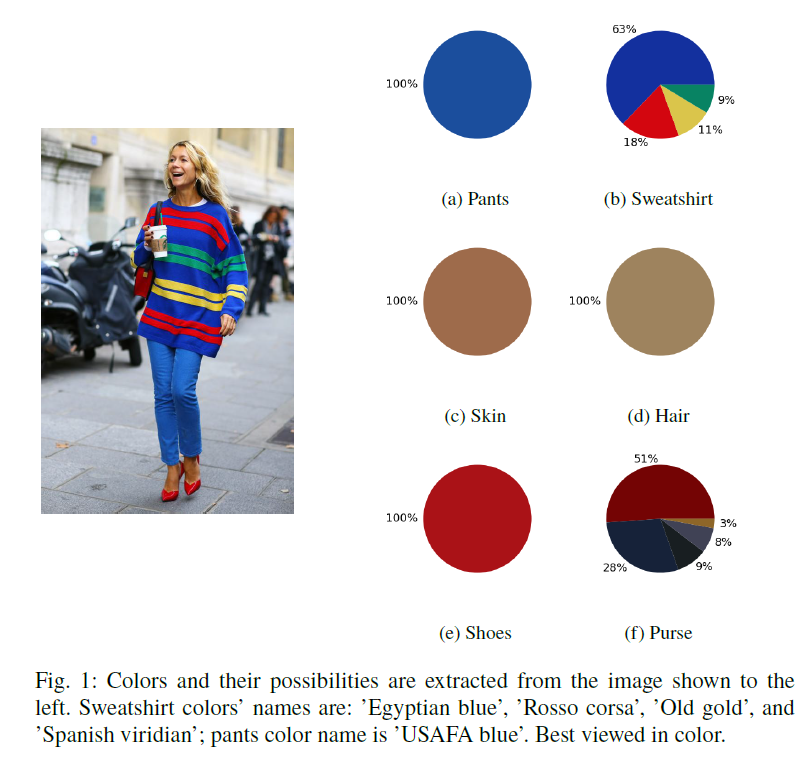 63%
100%
9%
11%
18%
(a) Pants
(b) Sweatshirt
100%
100%
(c) Skin
(d) Hair
51%
100%
3%
8%
28%
9%
(e) Shoes
(f) Purse
Fig. 1: Colors and their possibilities are extracted from the image shown to the
left. Sweatshirt colors’ names are: ’Egyptian blue’, ’Rosso corsa’, ’Old gold’, and
’Spanish viridian’; pants color name is ’USAFA blue’. Best viewed in color.